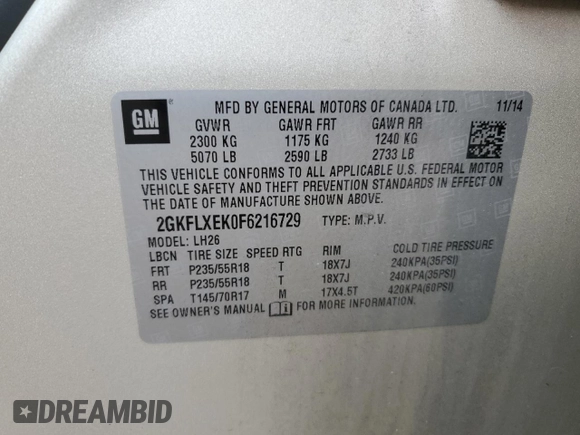 GM ® MFD BY GENERAL MOTORS OF CANADA LTD. 11/14
GVWR GAWR FRT GAWR RR
2300 KG 1175 KG 1240 KG
5070 LB 2590 LB 2733 LB
THIS VEHICLE CONFORMS TO ALL APPLICABLE U.S. FEDERAL MOTOR
VEHICLE SAFETY AND THEFT PREVENTION STANDARDS IN EFFECT ON
THE DATE OF MANUFACTURE SHOWN ABOVE.
2GKFLXEK0F6216729 TYPE: M.P.V.
MODEL: LH26
LBCN TIRE SIZE SPEED RTG RIM COLD TIRE PRESSURE
FRT P235/55R18 T 18X7J 240KPA(35PSI)
RR P235/55R18 T 18X7J 240KPA(35PSI)
SPA T145/70R17 M 17X4.5T 420KPA(60PSI)
SEE OWNER'S MANUAL FOR MORE INFORMATION.
DREAMBID